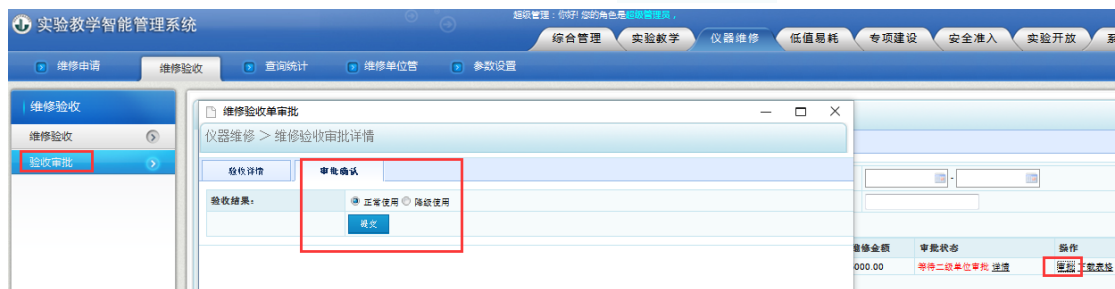 实验教学智能管理系统
超级管理：你好! 您的角色是超级管理员，
综合管理 实验教学 仪器维修 低值易耗 专项建设 安全准入 实验开放
维修申请 维修验收 查询统计 维修单位管 参数设置
维修验收
维修验收
验收审批
维修验收单审批
仪器维修 > 维修验收审批详情
验收详情 审批确认
验收结果： 正常使用 降级使用
提交
-
维修金额 审批状态 操作
000.00 等待二级单位审批 详情 审批 下载表格